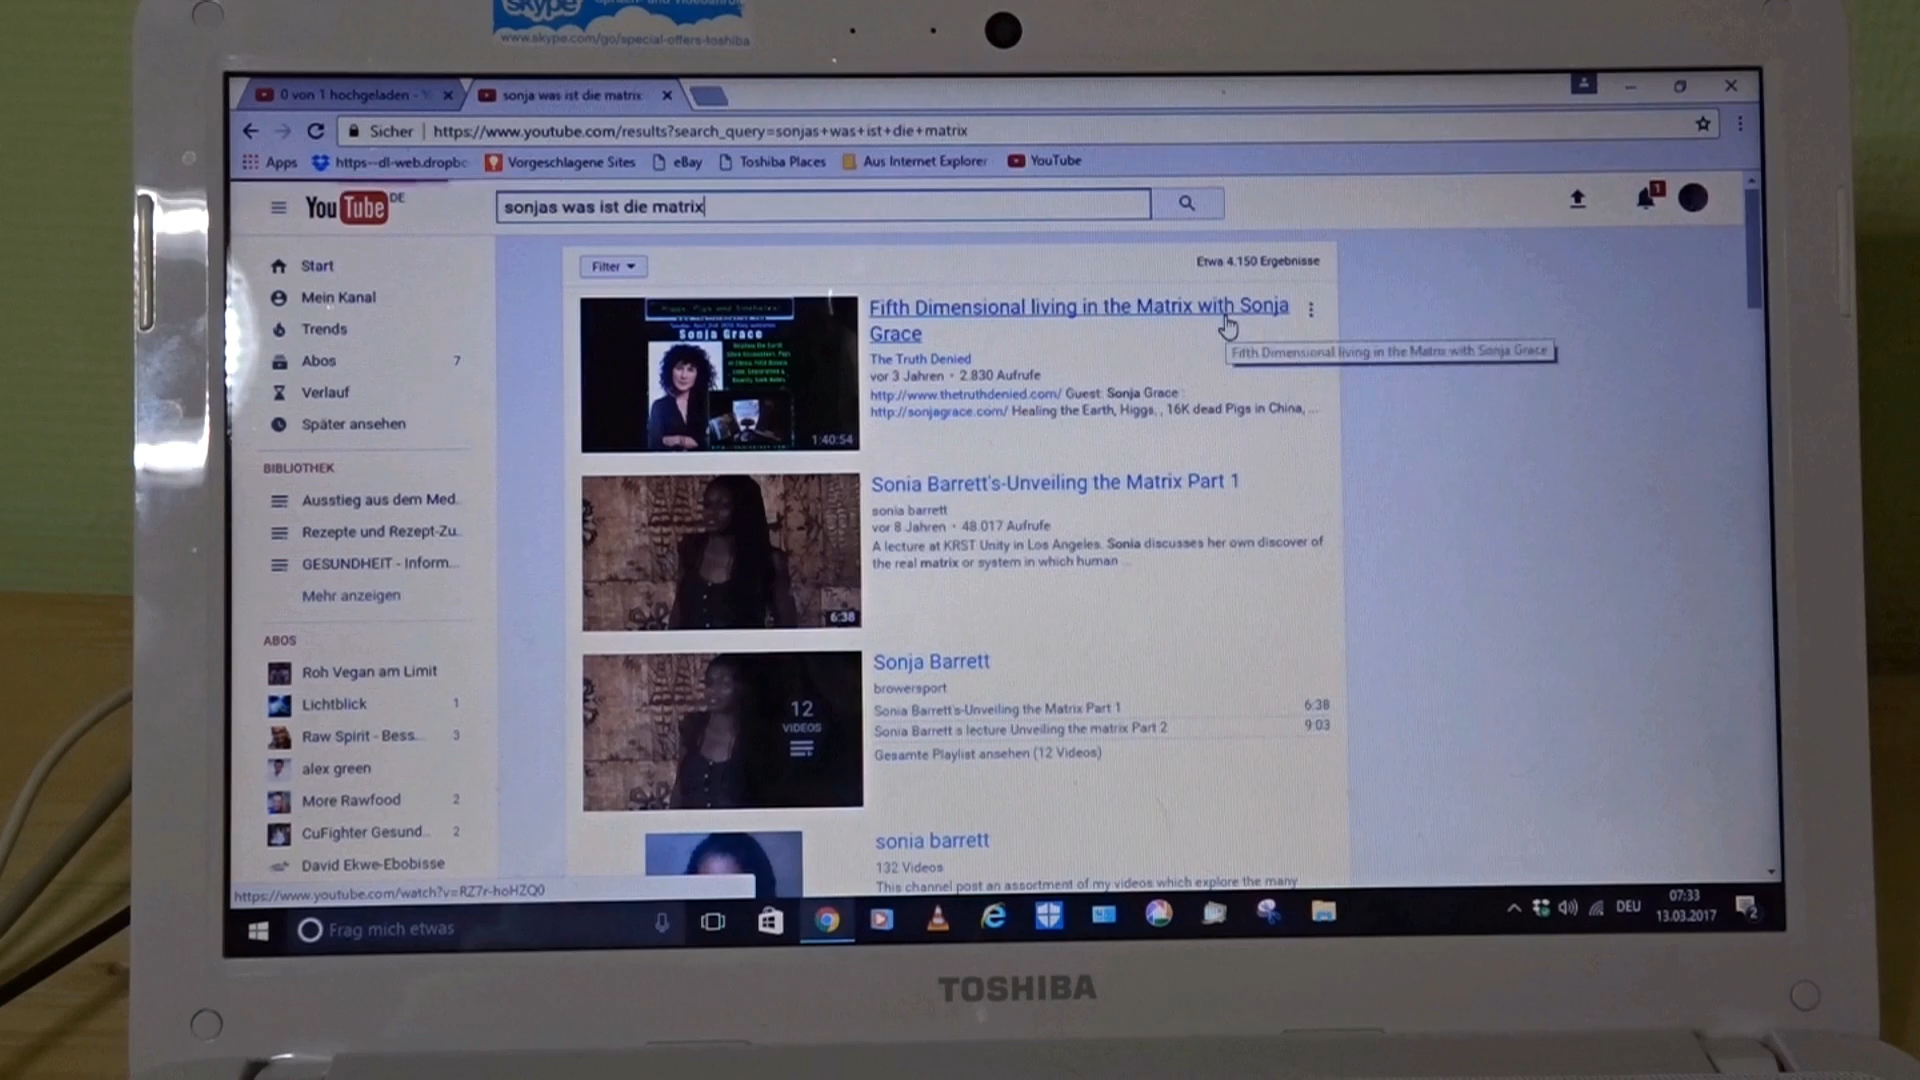 skype
www.skype.com/go/special-offers-toshiba
0 von 1 hochgeladen -
sonja was ist die matrix
Sicher | https://www.youtube.com/results?search_query=sonjas+was+ist+die+matrix
Apps https--dl-web.dropbc Vorgeschlagene Sites eBay Toshiba Places Aus Internet Explorer YouTube
YouTube DE
sonjas was ist die matrix
1
Start
Mein Kanal
Trends
Abos 7
Verlauf
Später ansehen
BIBLIOTHEK
Ausstieg aus dem Med.
Rezepte und Rezept-Zu.
GESUNDHEIT - Inform...
Mehr anzeigen
ABOS
Roh Vegan am Limit
Lichtblick 1
Raw Spirit - Bess... 3
alex green
More Rawfood 2
CuFighter Gesund.. 2
David Ekwe-Ebobisse
https://www.youtube.com/watch?v=RZ7r-hoHZQ0
Filter
Etwa 4.150 Ergebnisse
Sonja Grace
1:40:54
Fifth Dimensional living in the Matrix with Sonja
Grace
Fifth Dimensional living in the Matrix with Sonja Grace
The Truth Denied
vor 3 Jahren • 2.830 Aufrufe
http://www.thetruthdenied.com/ Guest: Sonja Grace :
http://sonjagrace.com/ Healing the Earth, Higgs, , 16K dead Pigs in China, ...
6:38
Sonia Barrett's-Unveiling the Matrix Part 1
sonia barrett
vor 8 Jahren • 48.017 Aufrufe
A lecture at KRST Unity in Los Angeles. Sonia discusses her own discover of
the real matrix or system in which human ...
12
VIDEOS
Sonja Barrett
browersport
Sonia Barrett's-Unveiling the Matrix Part 1 6:38
Sonia Barrett s lecture Unveiling the matrix Part 2 9:03
Gesamte Playlist ansehen (12 Videos)
sonia barrett
132 Videos
This channel post an assortment of my videos which explore the many
Frag mich etwas
DEU
07:33
13.03.2017
2
TOSHIBA